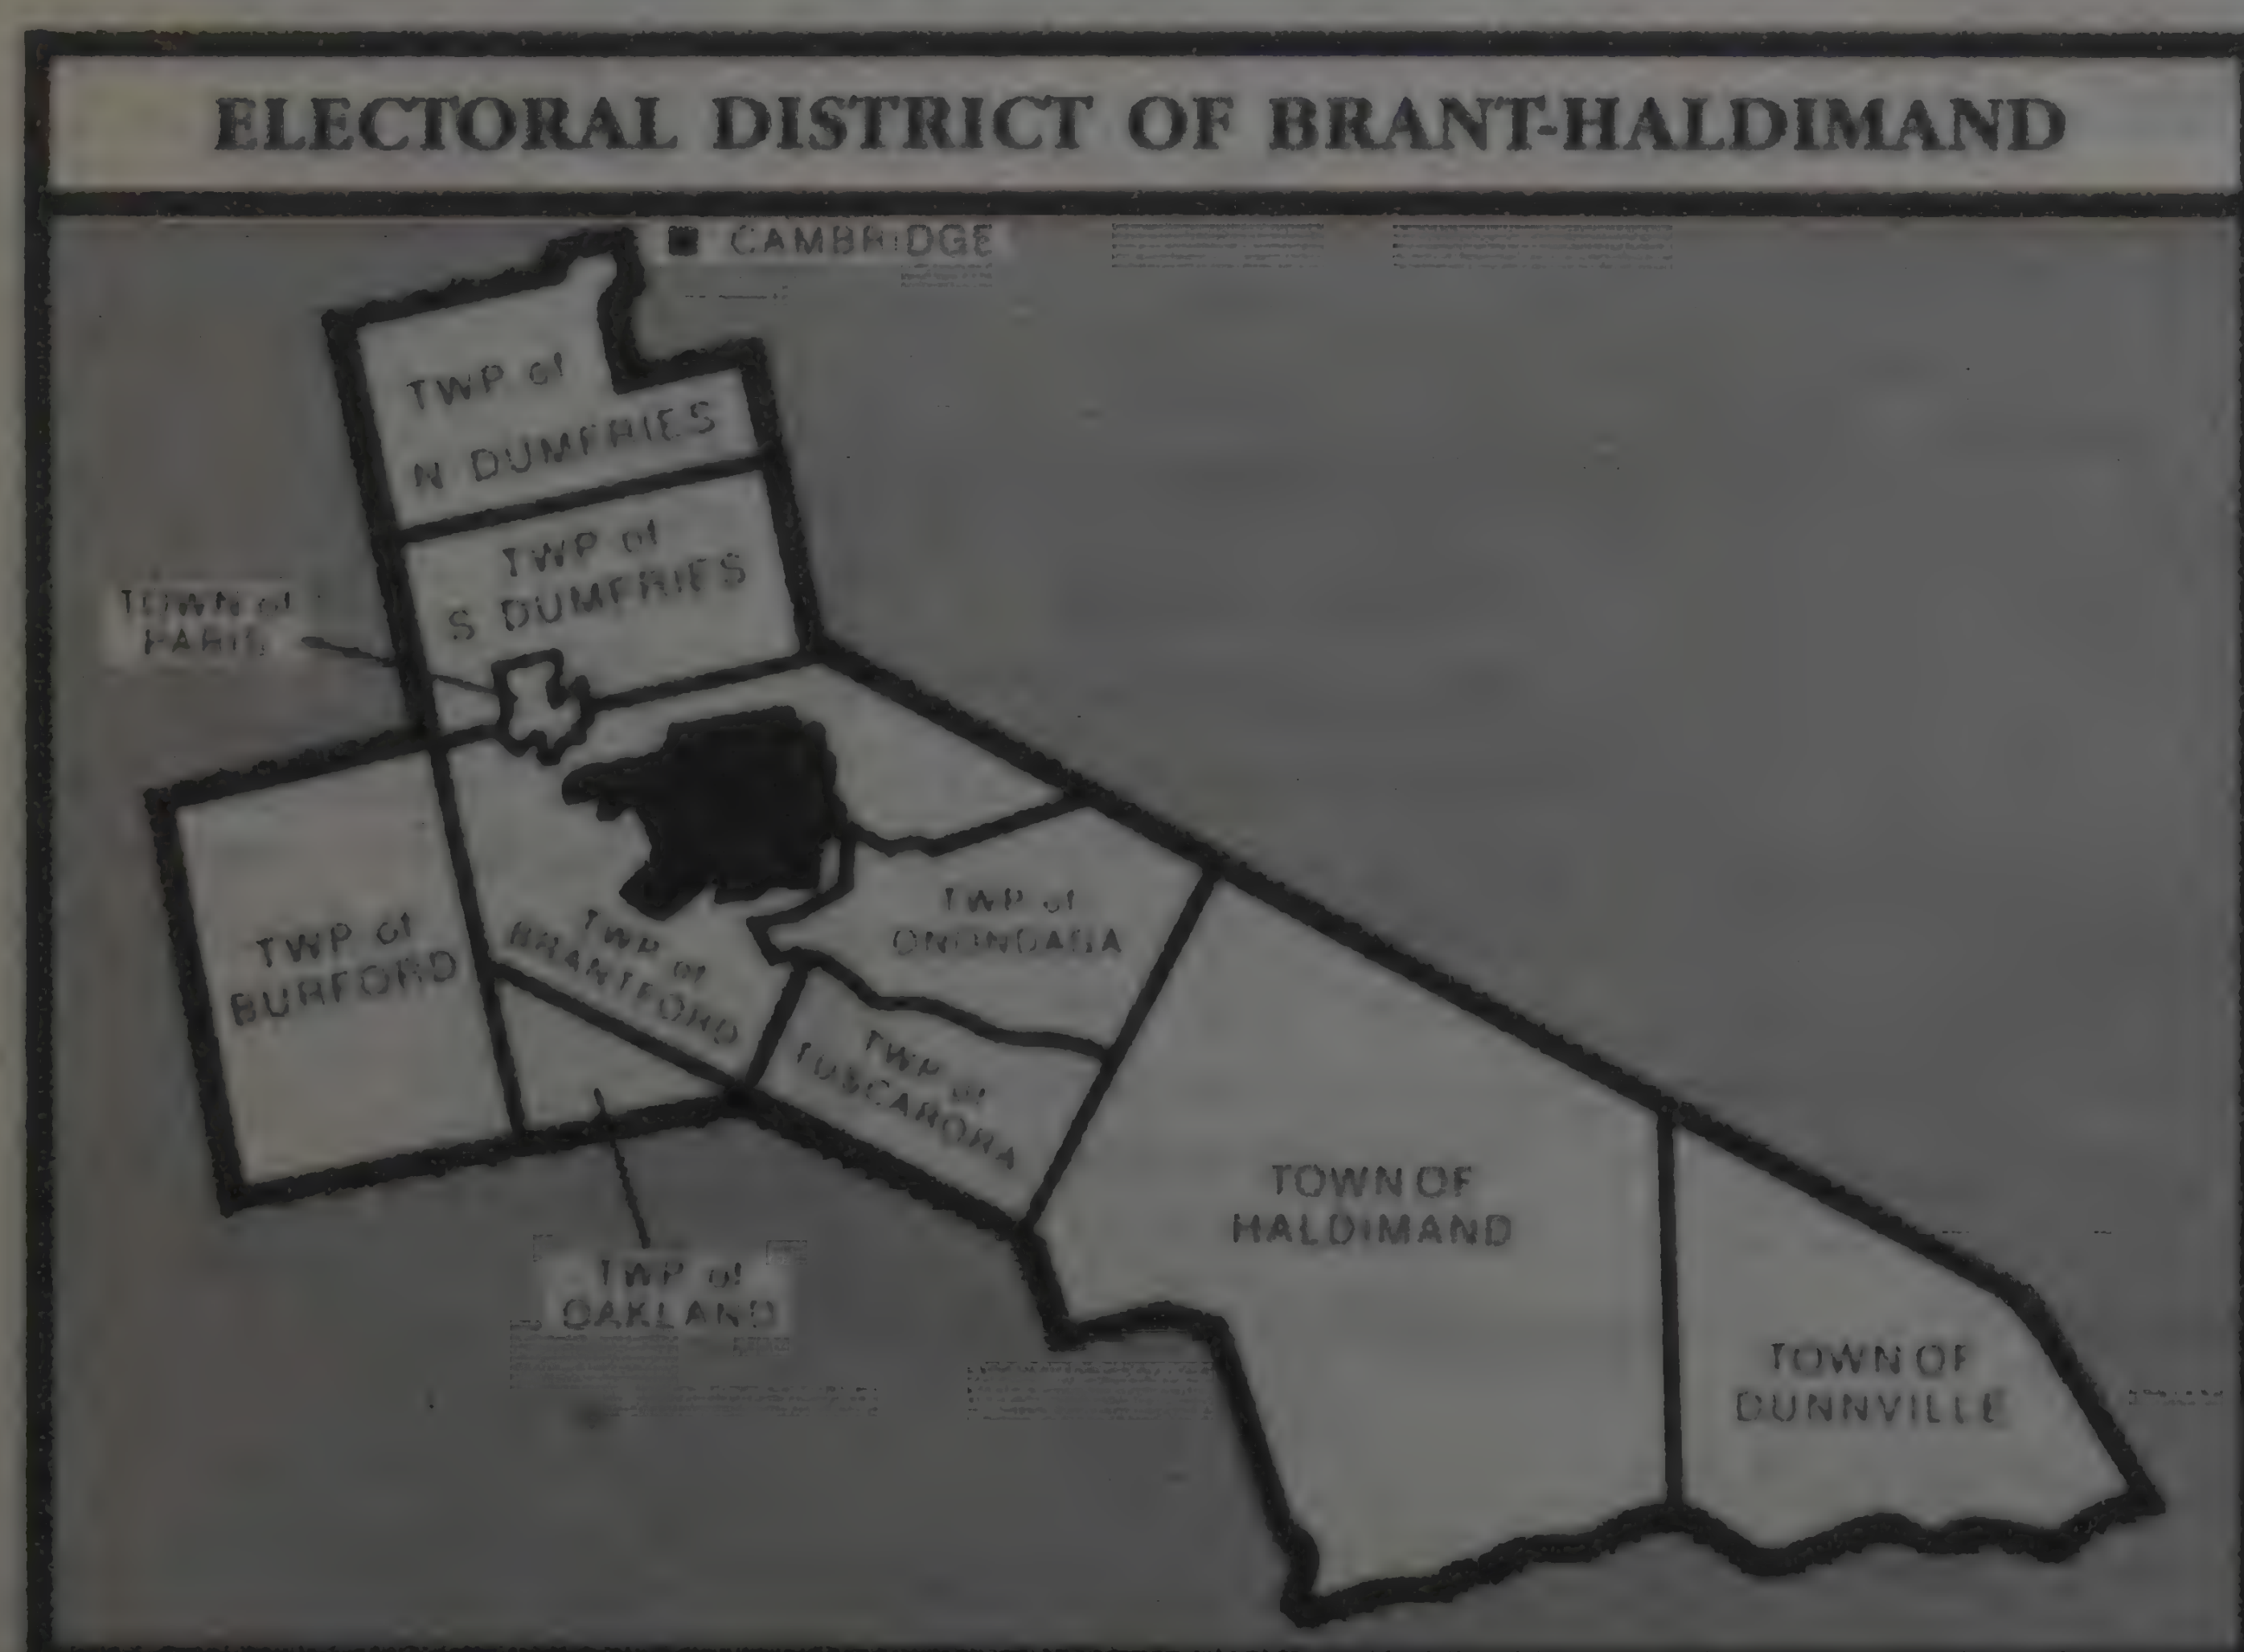 ELECTORAL DISTRICT OF BRANT-HALDIMAND
CAMBRIDGE
TWP of
N DUMFRIES
TWP of
S DUMFRIES
TOWN of
PARIS
TWP of
BURFORD
TWP of
BRANTFORD
TWP of
ONONDAGA
TWP of
TUSCARORA
TOWN OF
HALDIMAND
TWP of
OAKLAND
TOWN OF
DUNNVILLE